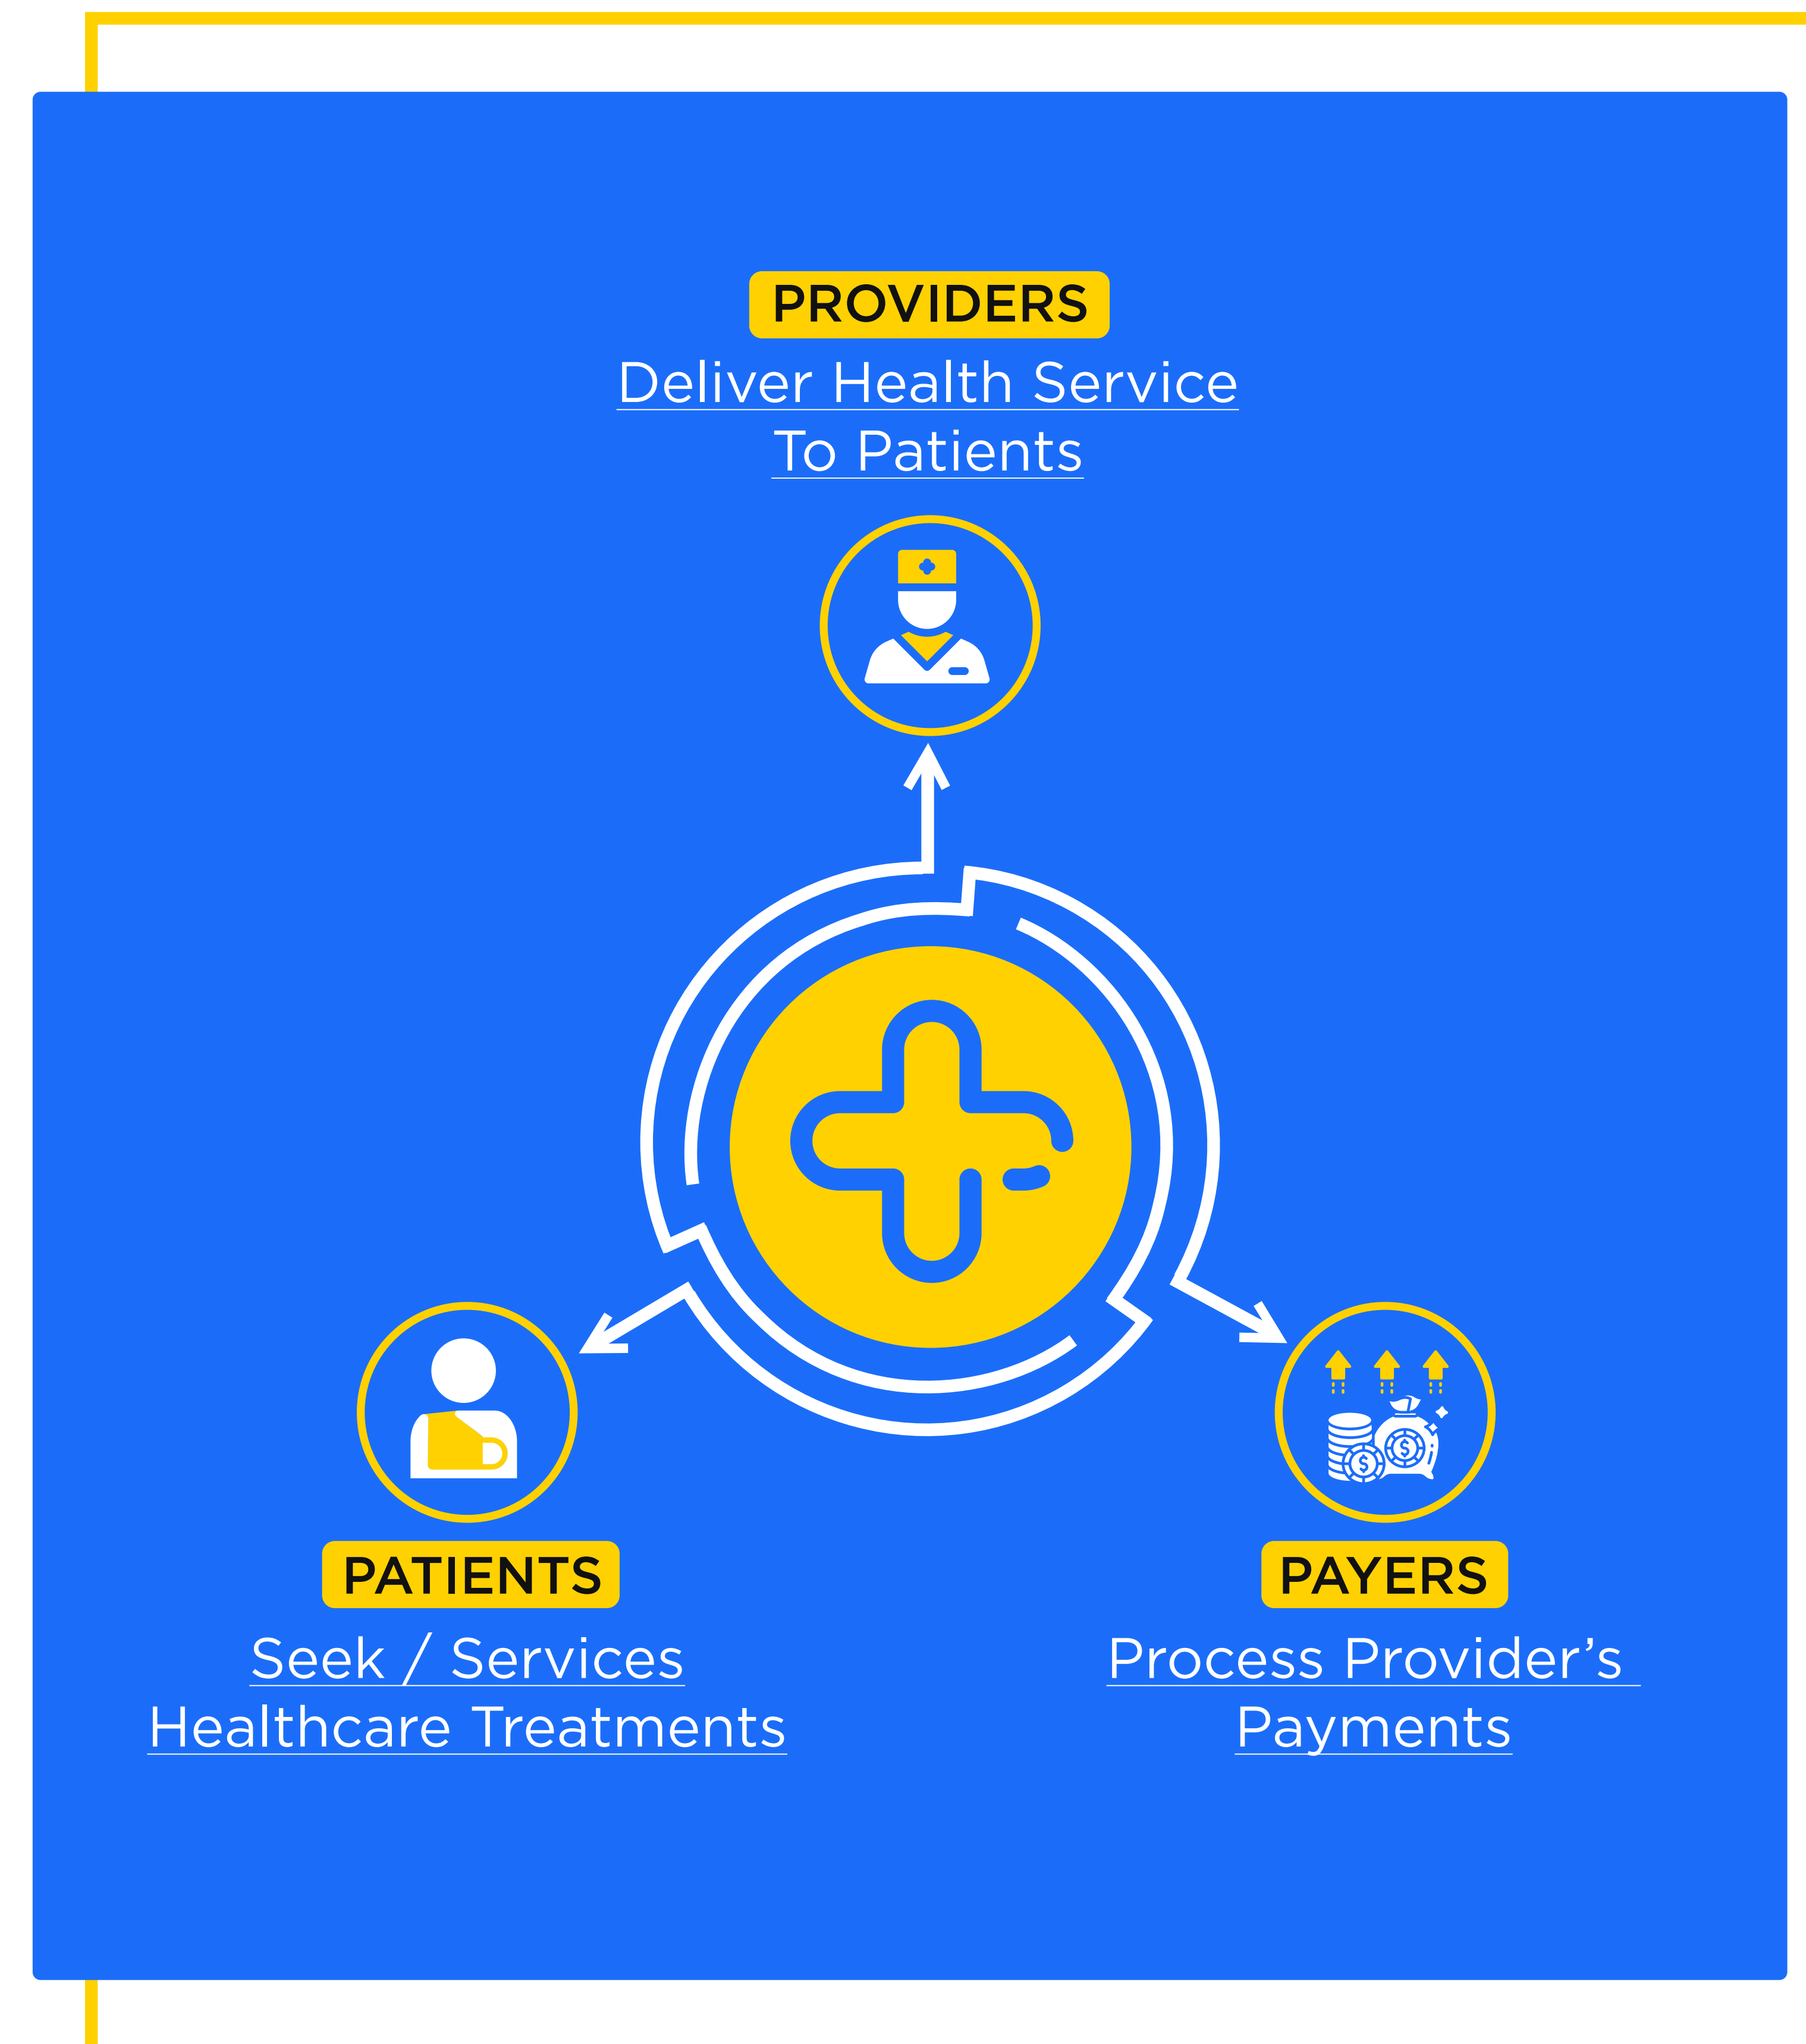 PROVIDERS
Deliver Health Service
To Patients
PATIENTS
Seek / Services
Healthcare Treatments
PAYERS
Process Provider’s
Payments